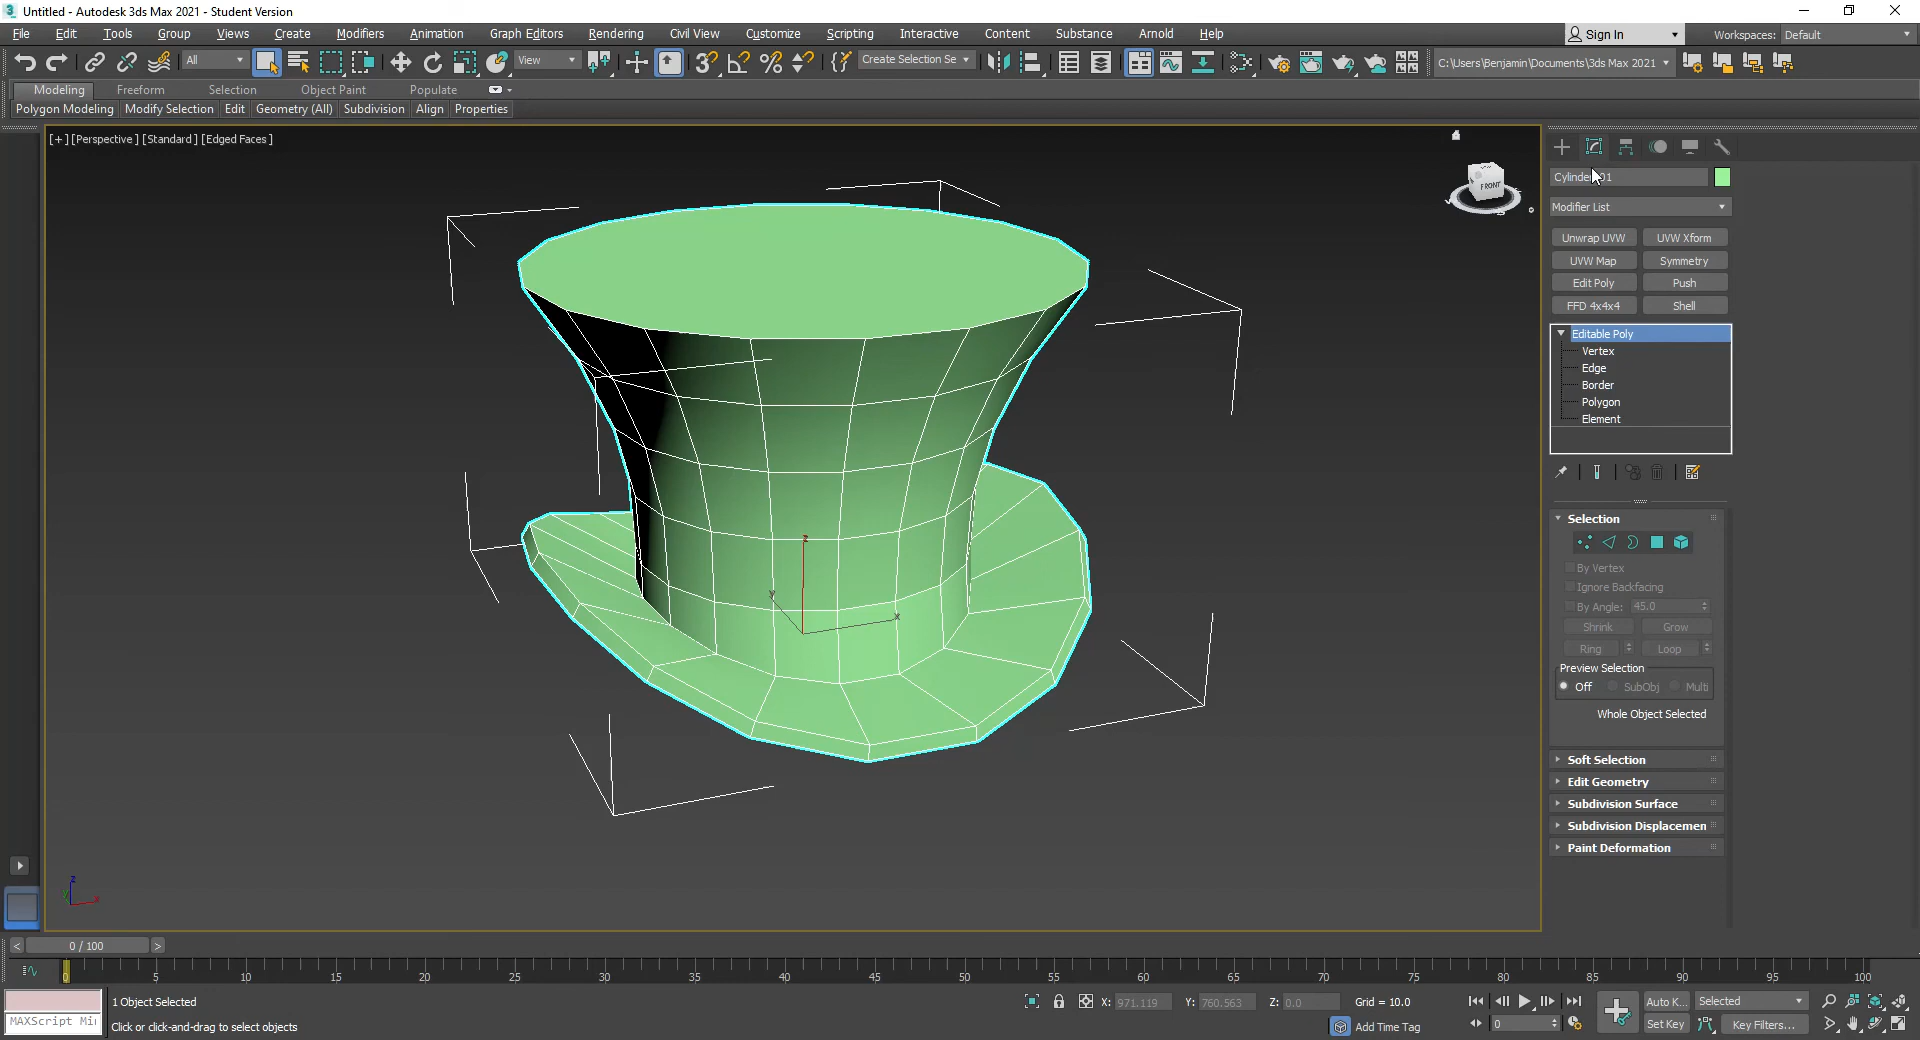 Untitled - Autodesk 3ds Max 2021 - Student Version
File Edit Tools Group Views Create Modifiers Animation Graph Editors Rendering Civil View Customize Scripting Interactive Content Substance Arnold Help Sign In Workspaces: Default
All View Create Selection Se C:\Users\Benjamin\Documents\3ds Max 2021
Modeling Freeform Selection Object Paint Populate
Polygon Modeling Modify Selection Edit Geometry (All) Subdivision Align Properties
[+] [Perspective] [Standard] [Edged Faces]
FRONT
Modifier List
Unwrap UVW UVW Xform
UVW Map Symmetry
Edit Poly Push
FFD 4x4x4 Shell
Editable Poly
Vertex
Edge
Border
Polygon
Element
Selection
By Vertex
Ignore Backfacing
By Angle: 45.0
Shrink Grow
Ring Loop
Preview Selection
Off SubObj Multi
Whole Object Selected
Soft Selection
Edit Geometry
Subdivision Surface
Subdivision Displacemen
Paint Deformation
z
y x
z
y x
< 0 / 100 >
0 5 10 15 20 25 30 35 40 45 50 55 60 65 70 75 80 85 90 95 100
1 Object Selected X: 971.119 Y: 760.563 Z: 0.0 Grid = 10.0 Auto K... Selected
MAXScript Mi Click or click-and-drag to select objects Add Time Tag 0 Set Key Key Filters...